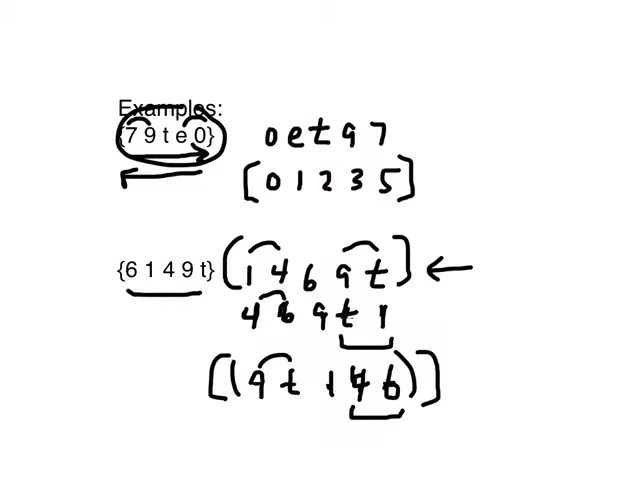 Examples:
{7 9 t e 0} 0 e t 9 7
[0 1 2 3 5]
{6 1 4 9 t} (1 4 6 9 t]
4 6 9 t 1
[(9 t 1 4 6)]